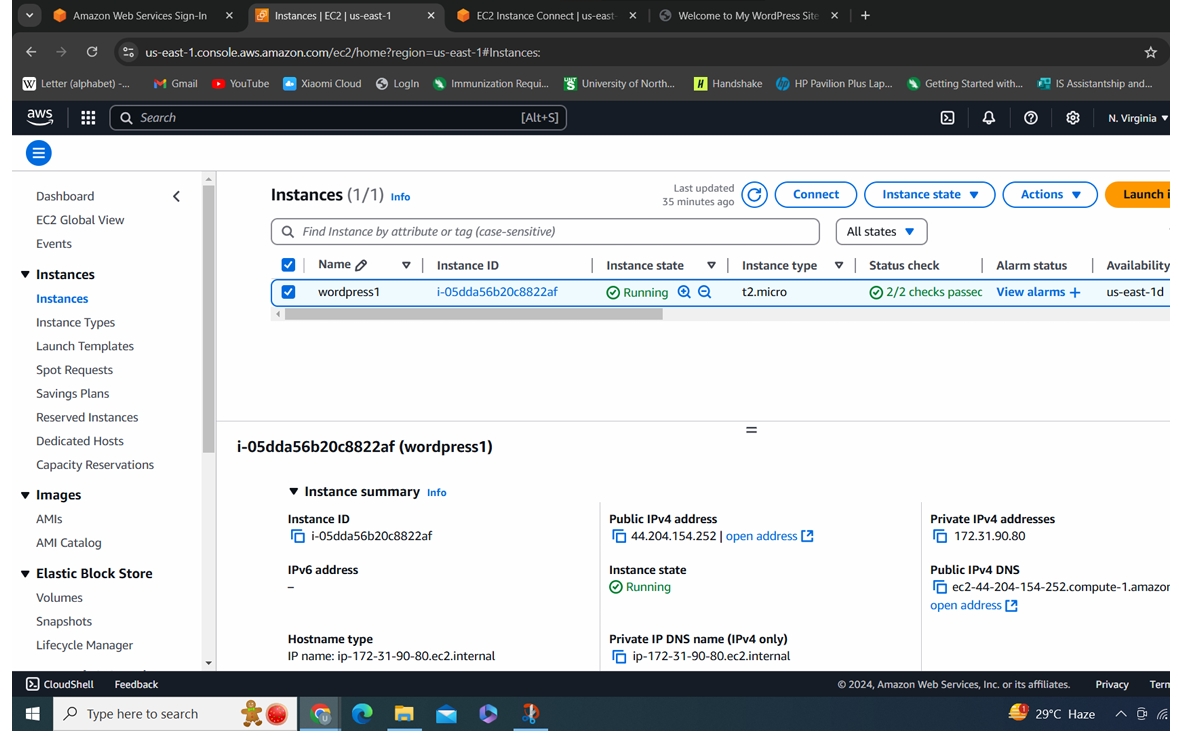 Amazon Web Services Sign-In
Instances | EC2 | us-east-1
EC2 Instance Connect | us-east-
Welcome to My WordPress Site
us-east-1.console.aws.amazon.com/ec2/home?region=us-east-1#Instances:
Letter (alphabet) -...
Gmail
YouTube
Xiaomi Cloud
LogIn
Immunization Requi...
University of North...
Handshake
HP Pavilion Plus Lap...
Getting Started with...
IS Assistantship and...
aws
Search
[Alt+S]
N. Virginia
Dashboard
EC2 Global View
Events
Instances
Instances
Instance Types
Launch Templates
Spot Requests
Savings Plans
Reserved Instances
Dedicated Hosts
Capacity Reservations
Images
AMIs
AMI Catalog
Elastic Block Store
Volumes
Snapshots
Lifecycle Manager
Instances (1/1) Info
Last updated
35 minutes ago
Connect
Instance state
Actions
Launch i
Find Instance by attribute or tag (case-sensitive)
All states
Name Instance ID Instance state Instance type Status check Alarm status Availability
wordpress1 i-05dda56b20c8822af Running t2.micro 2/2 checks passec View alarms + us-east-1d
i-05dda56b20c8822af (wordpress1)
Instance summary Info
Instance ID
i-05dda56b20c8822af
Public IPv4 address
44.204.154.252 | open address
Private IPv4 addresses
172.31.90.80
IPv6 address
–
Instance state
Running
Public IPv4 DNS
ec2-44-204-154-252.compute-1.amazor
open address
Hostname type
IP name: ip-172-31-90-80.ec2.internal
Private IP DNS name (IPv4 only)
ip-172-31-90-80.ec2.internal
CloudShell
Feedback
© 2024, Amazon Web Services, Inc. or its affiliates.
Privacy
Tern
Type here to search
29°C Haze